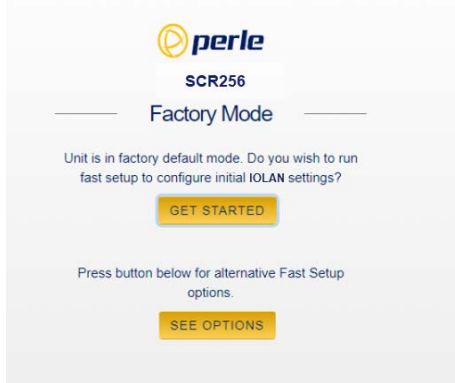 perle
SCR256
Factory Mode
Unit is in factory default mode. Do you wish to run
fast setup to configure initial IOLAN settings?
GET STARTED
Press button below for alternative Fast Setup
options.
SEE OPTIONS